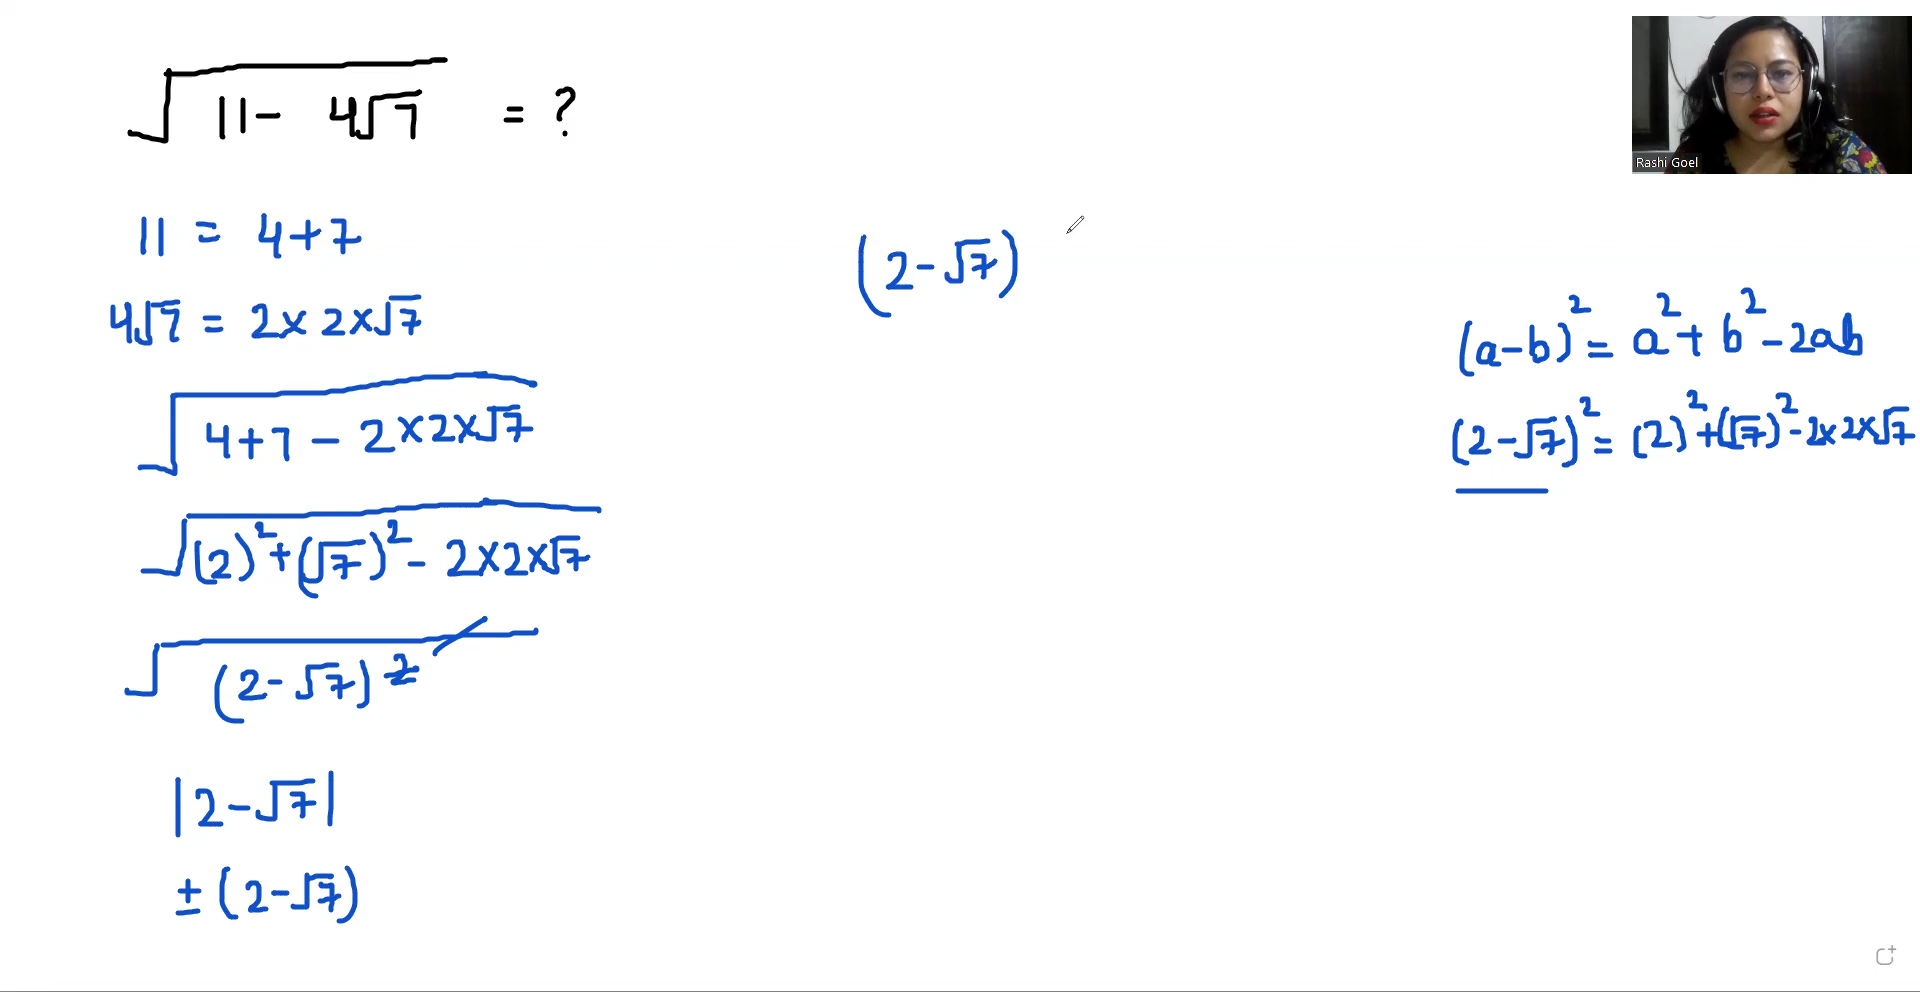 √(11 - 4√7) = ?
11 = 4+7
4√7 = 2×2×√7
√(4+7 - 2×2×√7)
√((2)² + (√7)² - 2×2×√7)
√((2-√7)²)
|2-√7|
± (2-√7)
(2-√7)
(a-b)² = a² + b² - 2ab
(2-√7)² = (2)² + (√7)² - 2×2×√7
Rashi Goel